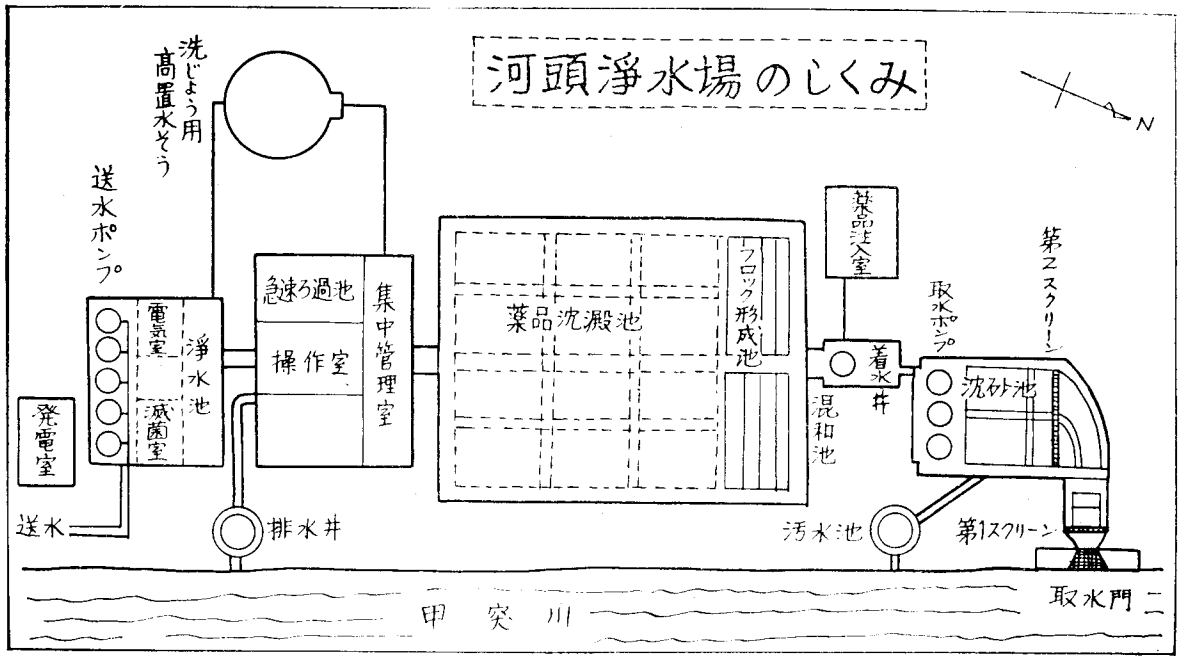 河頭淨水場のしくみ
N
洗じょう用
高置水そう
送水ポンプ
電気室
滅菌室
淨水池
発電室
送水
急速ろ過池
操作室
集中管理室
排水井
薬品沈澱池
フロック形成池
薬品注入室
着水井
混和池
取水ポンプ
第2スクリーン
沈砂池
汚水池
第1スクリーン
取水門
甲突川